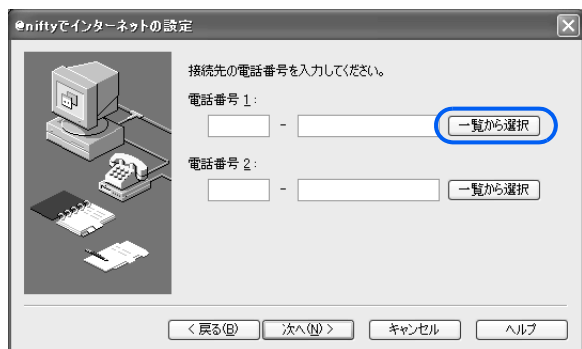 @niftyでインターネットの設定
接続先の電話番号を入力してください。
電話番号 1:
- 一覧から選択
電話番号 2:
- 一覧から選択
< 戻る(B) 次へ(N) > キャンセル ヘルプ